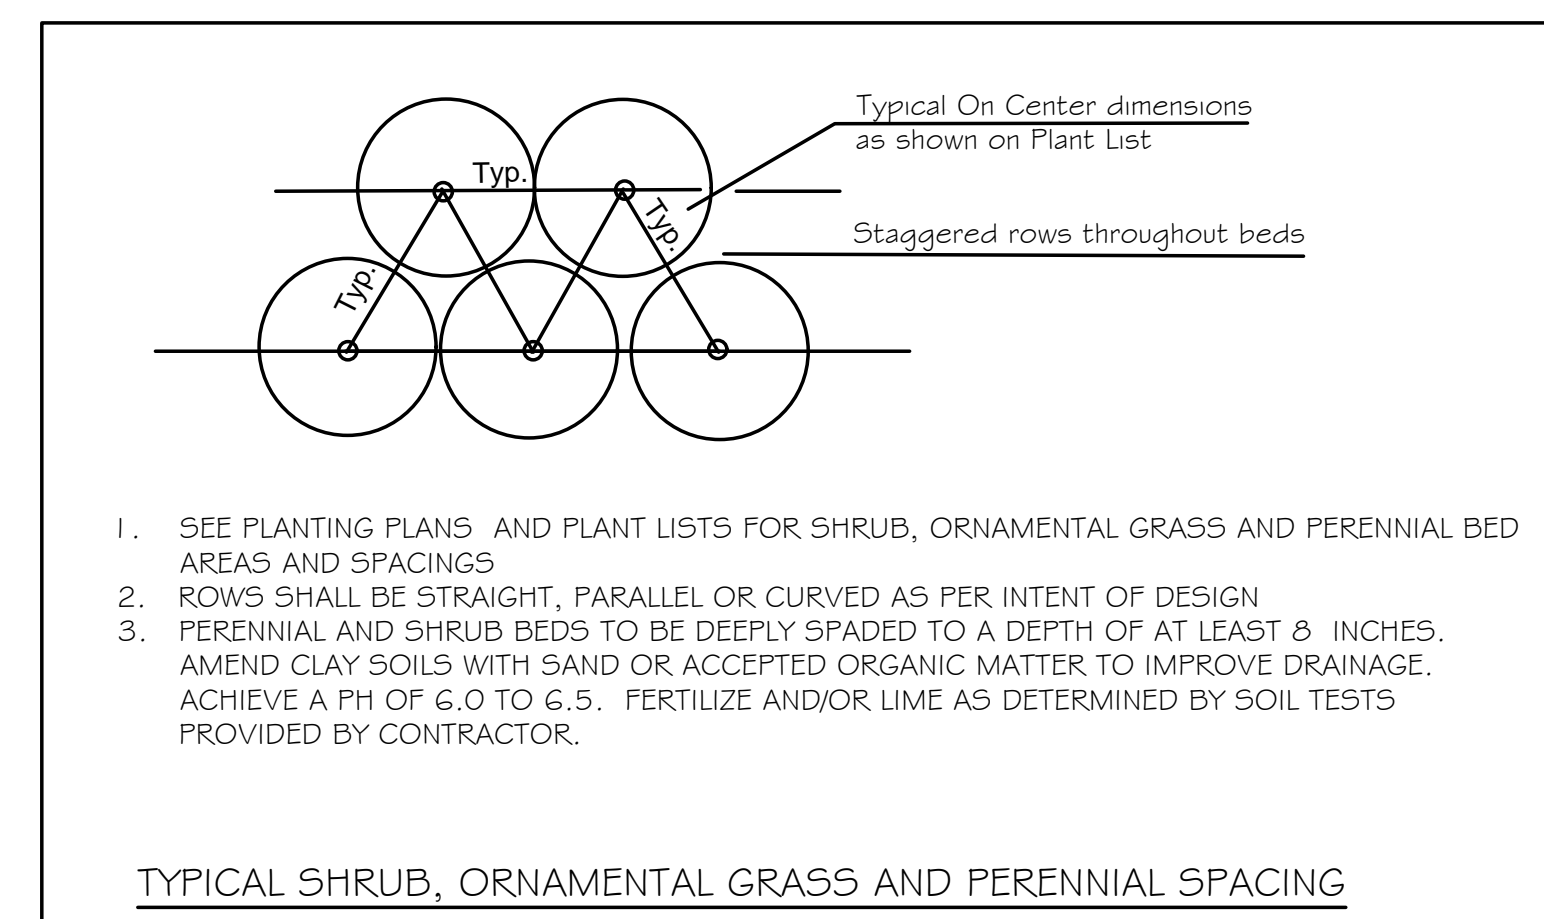 Typical On Center dimensions
as shown on Plant List
Typ.
Typ.
Staggered rows throughout beds
Typ.
1. SEE PLANTING PLANS AND PLANT LISTS FOR SHRUB, ORNAMENTAL GRASS AND PERENNIAL BED
AREAS AND SPACINGS
2. ROWS SHALL BE STRAIGHT, PARALLEL OR CURVED AS PER INTENT OF DESIGN
3. PERENNIAL AND SHRUB BEDS TO BE DEEPLY SPADED TO A DEPTH OF AT LEAST 8 INCHES.
AMEND CLAY SOILS WITH SAND OR ACCEPTED ORGANIC MATTER TO IMPROVE DRAINAGE.
ACHIEVE A PH OF 6.0 TO 6.5. FERTILIZE AND/OR LIME AS DETERMINED BY SOIL TESTS
PROVIDED BY CONTRACTOR.
TYPICAL SHRUB, ORNAMENTAL GRASS AND PERENNIAL SPACING